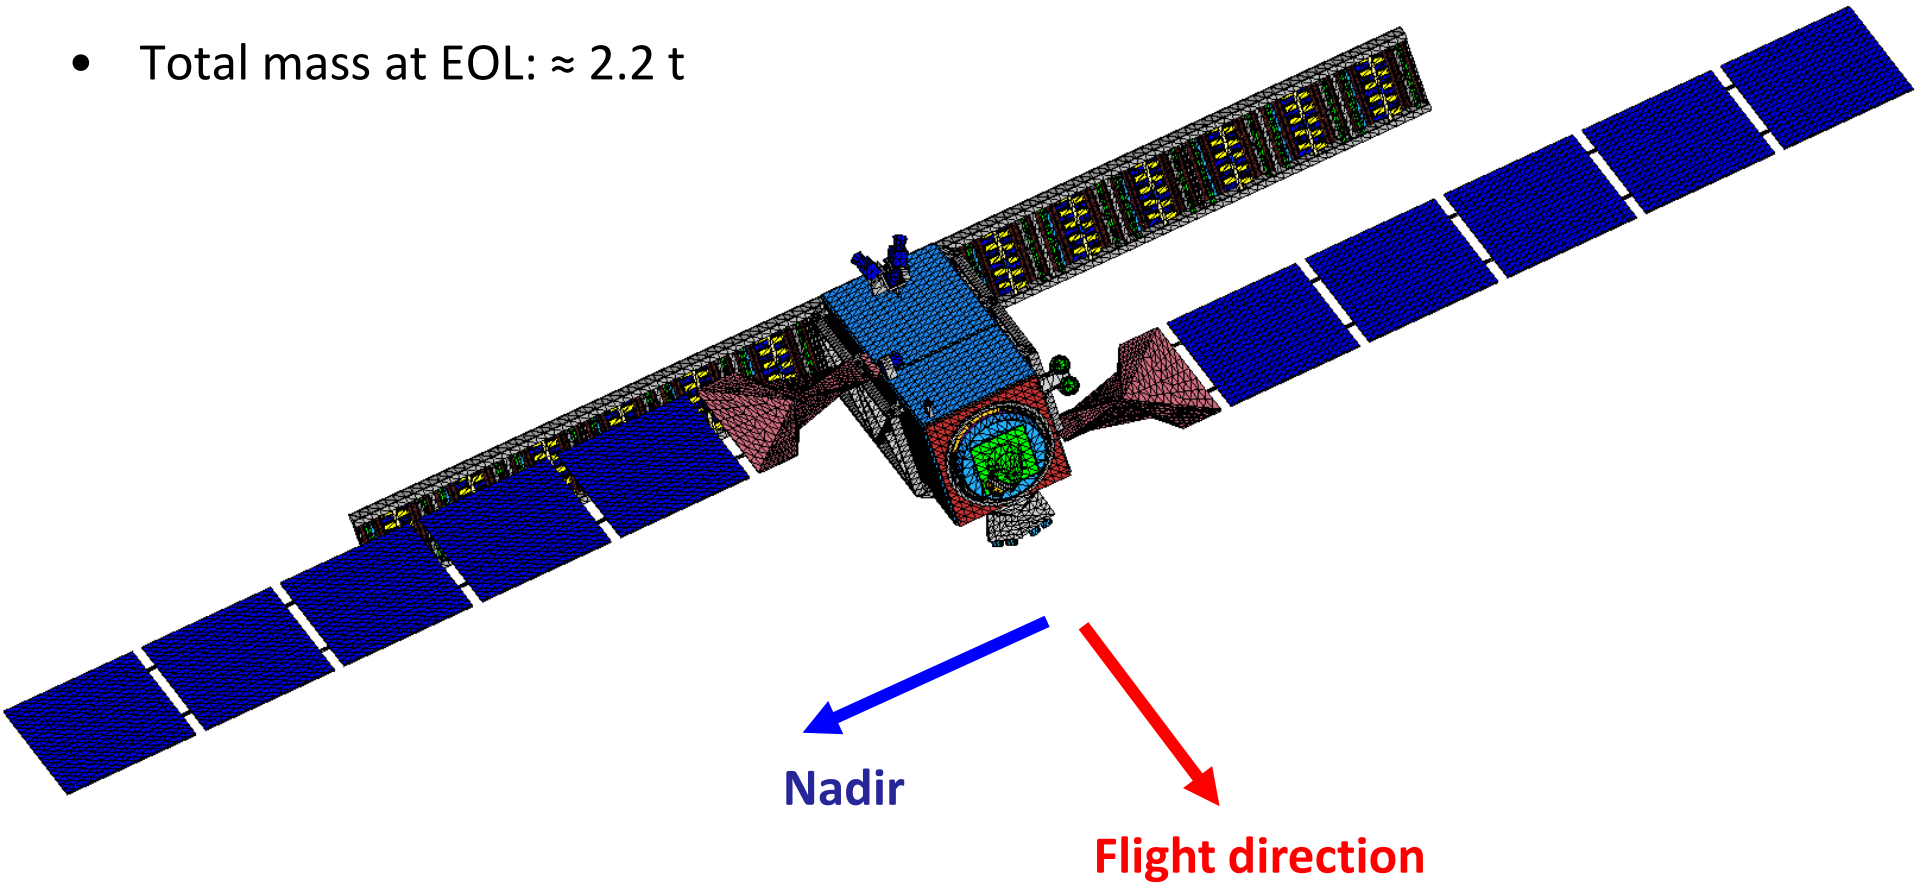 • Total mass at EOL: ≈ 2.2 t
Nadir
Flight direction